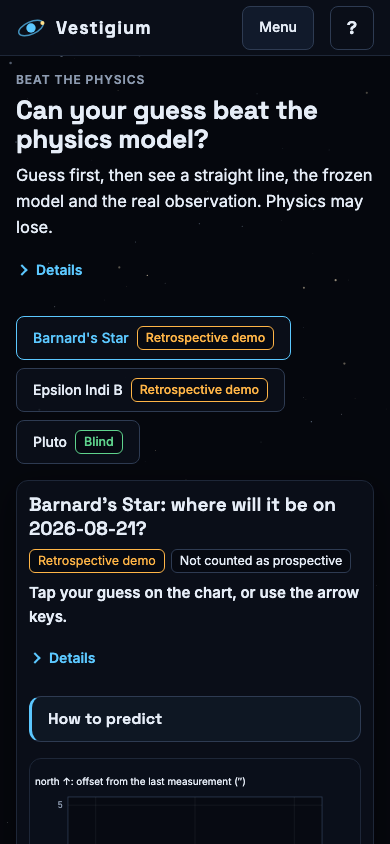 Vestigium
Menu
?
BEAT THE PHYSICS
Can your guess beat the
physics model?
Guess first, then see a straight line, the frozen
model and the real observation. Physics may
lose.
Details
Barnard's Star Retrospective demo
Epsilon Indi B Retrospective demo
Pluto Blind
Barnard's Star: where will it be on
2026-08-21?
Retrospective demo Not counted as prospective
Tap your guess on the chart, or use the arrow
keys.
Details
How to predict
north ↑: offset from the last measurement (″)
5